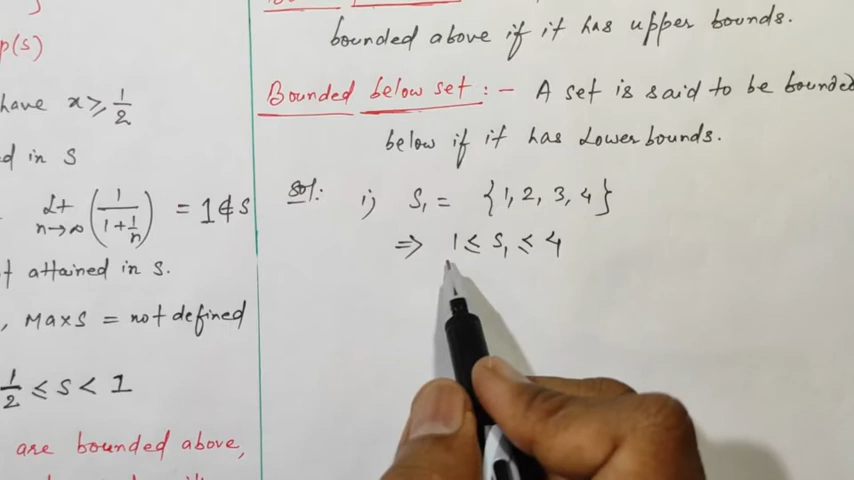 p(s)
have x ≥ 1/2
d in S
Lt n→∞ (1/(1+1/n)) = 1 ∉ S
t attained in S.
, Max S = not defined
1/2 ≤ S < 1
are bounded above,
bounded above if it has upper bounds.
Bounded below set :- A set is said to be bounded
below if it has Lower bounds.
Sol: i) S₁ = {1, 2, 3, 4}
⇒ 1 ≤ S₁ ≤ 4